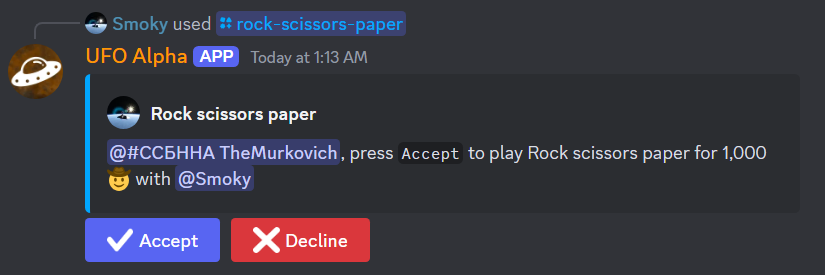 Smoky used rock-scissors-paper
UFO Alpha APP Today at 1:13 AM
Rock scissors paper
@#ССБННА TheMurkovich, press Accept to play Rock scissors paper for 1,000
🤠 with @Smoky
Accept Decline